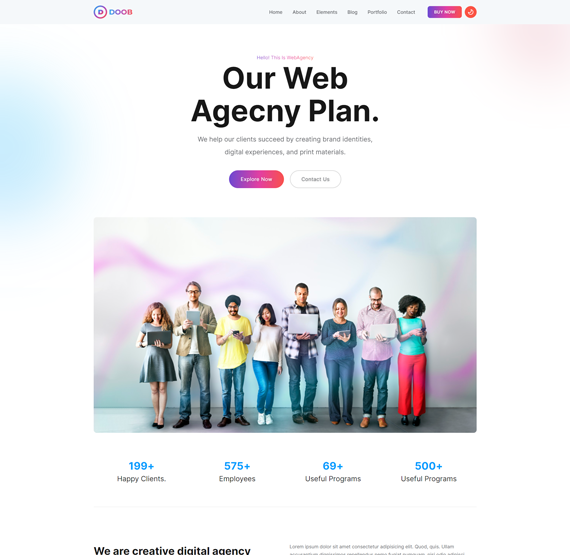 DOOB
Home About Elements Blog Portfolio Contact BUY NOW
Hello! This is WebAgency.
Our Web
Agecny Plan.
We help our clients succeed by creating brand identities,
digital experiences, and print materials.
Explore Now Contact Us
199+ 575+ 69+ 500+
Happy Clients. Employees Useful Programs Useful Programs
We are creative digital agency
Lorem ipsum dolor sit amet consectetur adipisicing elit. Quod, quis. Ullam